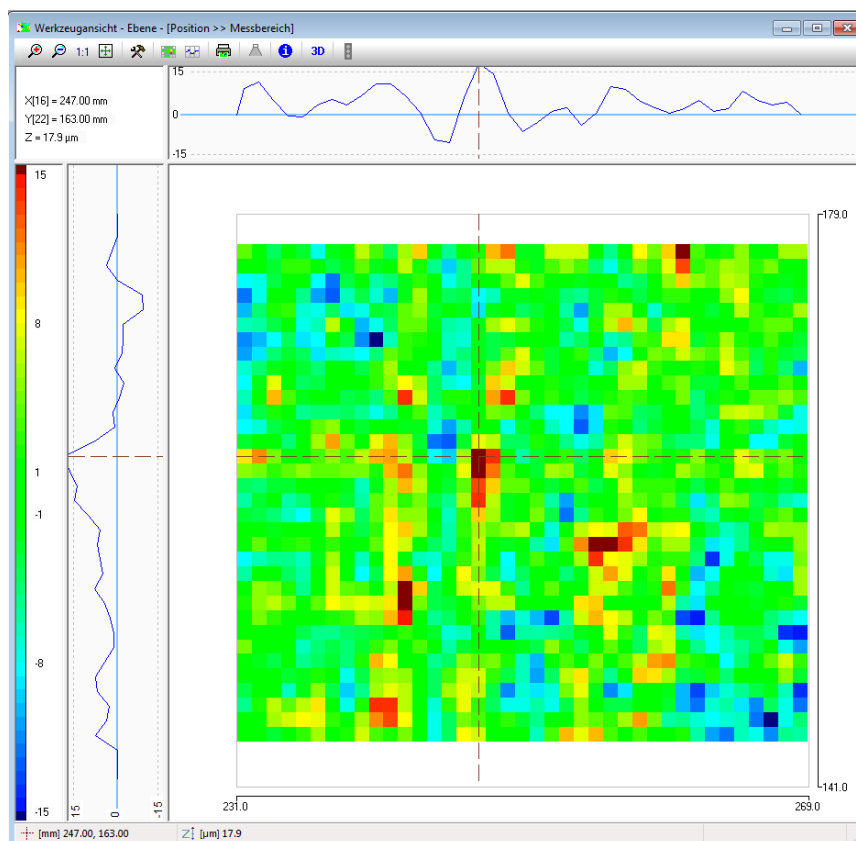 Werkzeugansicht - Ebene - [Position >> Messbereich]
1:1
3D
X[16] = 247.00 mm
Y[22] = 163.00 mm
Z = 17.9 µm
15
0
-15
15
8
1
-1
-8
-15
15
0
-15
179.0
141.0
231.0
269.0
[mm] 247.00, 163.00
Z [µm] 17.9